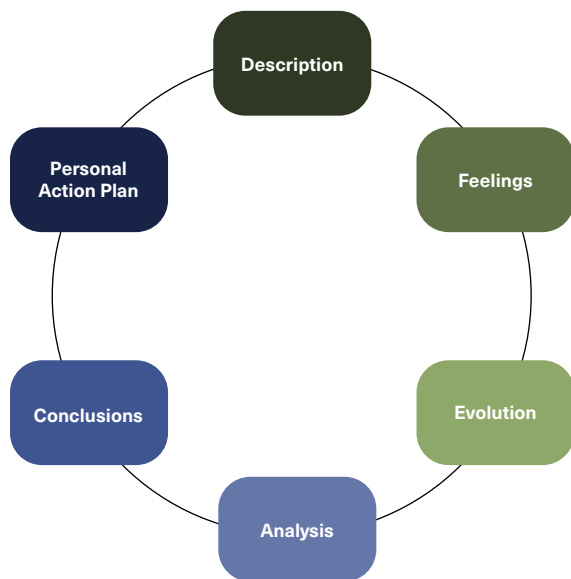 Description
Feelings
Evolution
Analysis
Conclusions
Personal
Action Plan